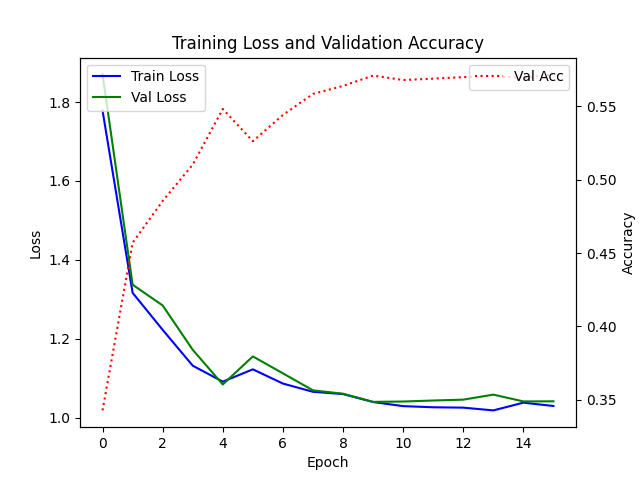 Training Loss and Validation Accuracy
Train Loss
Val Loss
Val Acc
1.8
1.6
1.4
1.2
1.0
Loss
0.55
0.50
0.45
0.40
0.35
Accuracy
0 2 4 6 8 10 12 14
Epoch